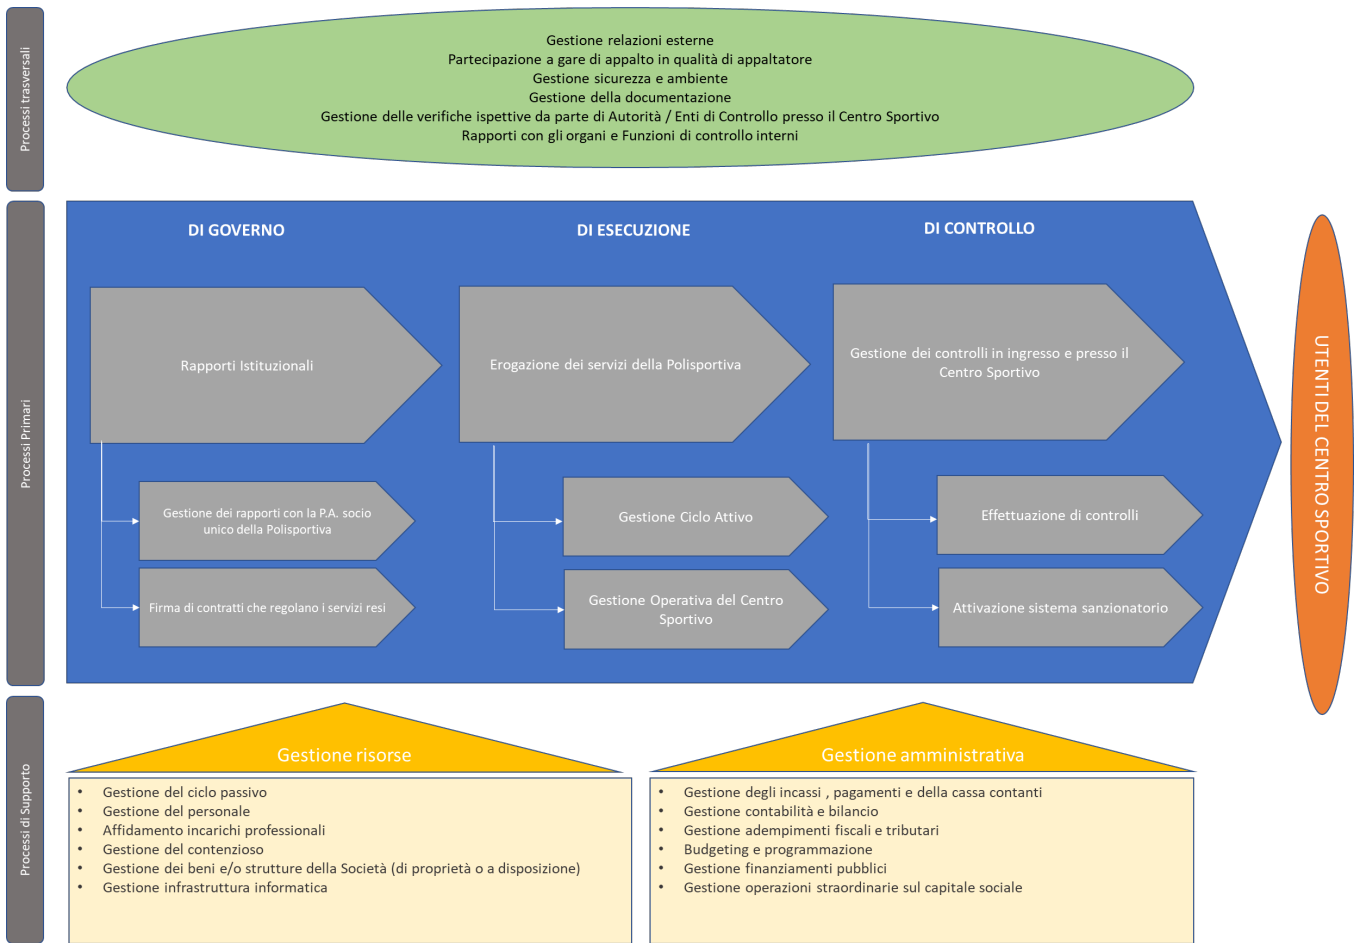 Processi trasversali
Gestione relazioni esterne
Partecipazione a gare di appalto in qualità di appaltatore
Gestione sicurezza e ambiente
Gestione della documentazione
Gestione delle verifiche ispettive da parte di Autorità / Enti di Controllo presso il Centro Sportivo
Rapporti con gli organi e Funzioni di controllo interni
Processi Primari
DI GOVERNO
DI ESECUZIONE
DI CONTROLLO
Rapporti Istituzionali
Erogazione dei servizi della Polisportiva
Gestione dei controlli in ingresso e presso il
Centro Sportivo
Gestione dei rapporti con la P.A. socio
unico della Polisportiva
Gestione Ciclo Attivo
Effettuazione di controlli
Firma di contratti che regolano i servizi resi
Gestione Operativa del Centro
Sportivo
Attivazione sistema sanzionatorio
UTENTI DEL CENTRO SPORTIVO
Processi di Supporto
Gestione risorse
• Gestione del ciclo passivo
• Gestione del personale
• Affidamento incarichi professionali
• Gestione del contenzioso
• Gestione dei beni e/o strutture della Società (di proprietà o a disposizione)
• Gestione infrastruttura informatica
Gestione amministrativa
• Gestione degli incassi , pagamenti e della cassa contanti
• Gestione contabilità e bilancio
• Gestione adempimenti fiscali e tributari
• Budgeting e programmazione
• Gestione finanziamenti pubblici
• Gestione operazioni straordinarie sul capitale sociale